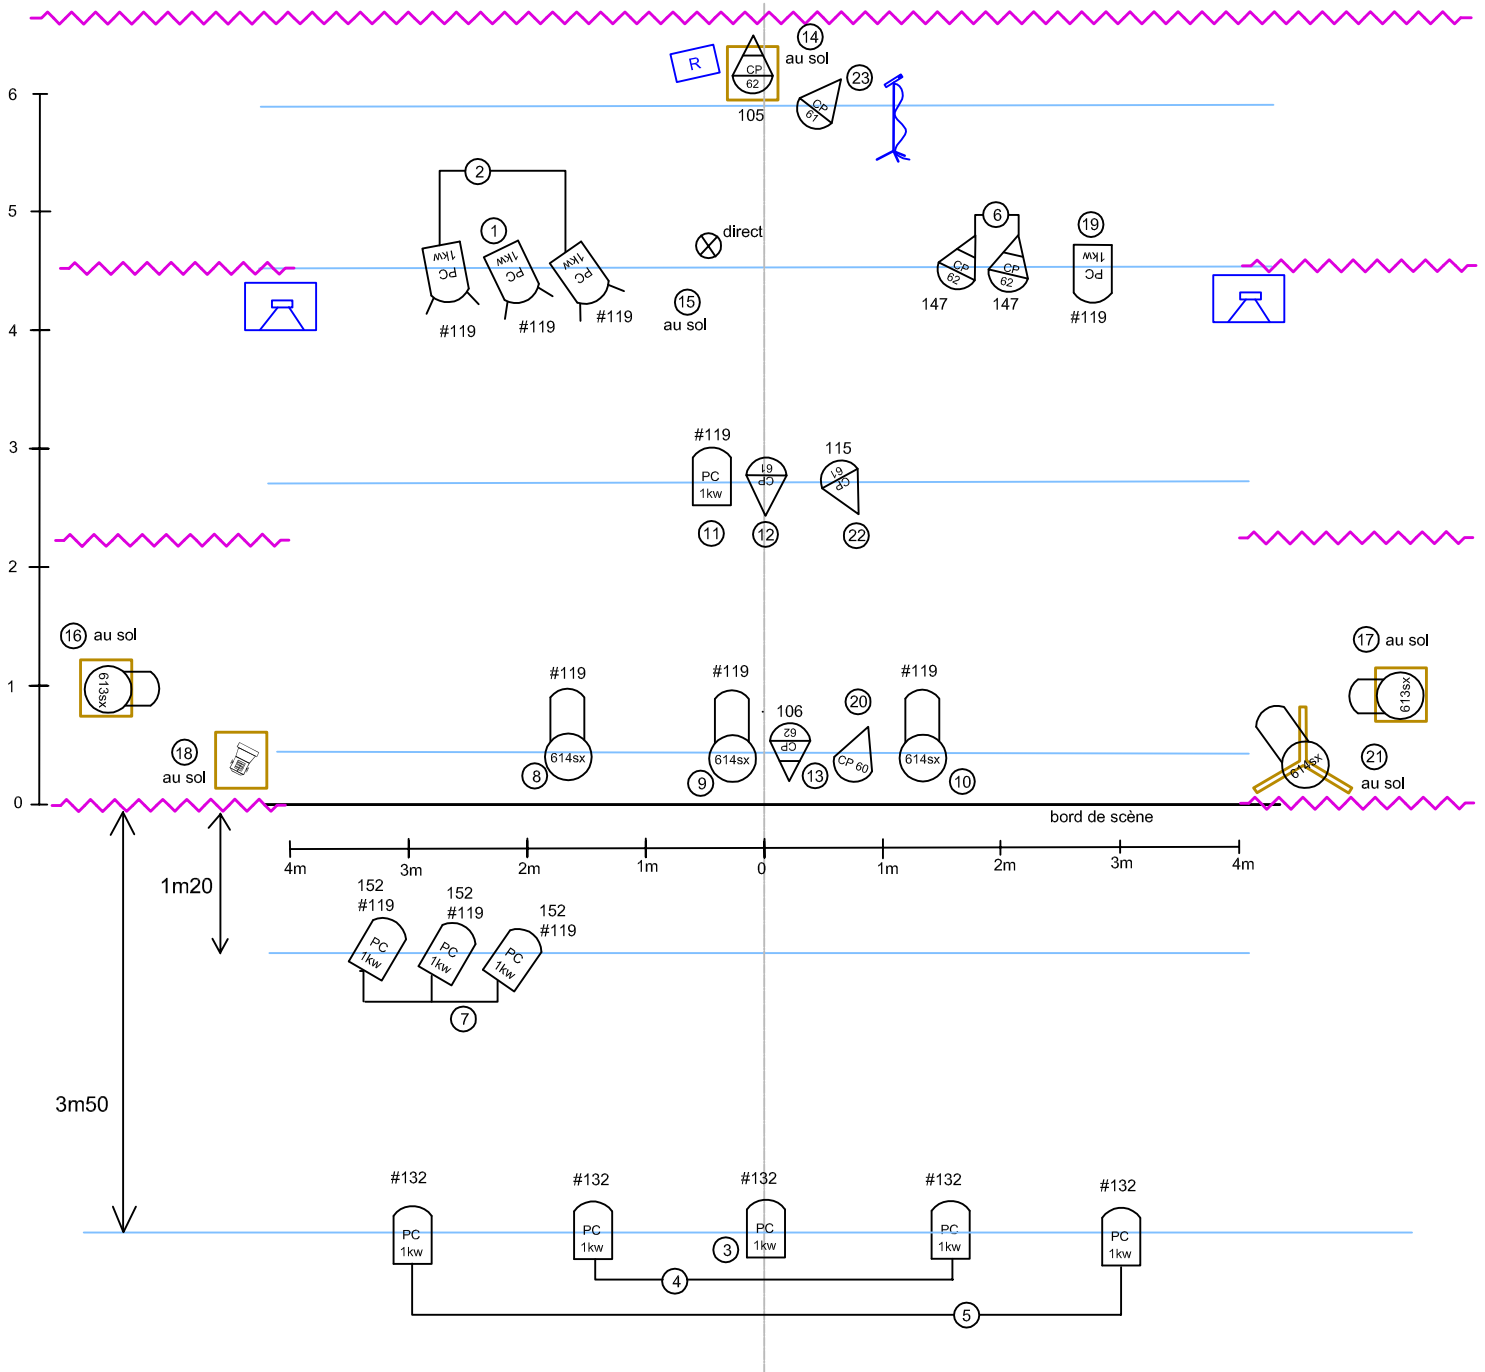 14
au sol
R
CP
62
105
CP
61
23
6
2
5
1
PC
1kw
#119
PC
1kw
#119
PC
1kw
#119
direct
15
au sol
6
CP
62
147
CP
62
147
19
PC
1kw
#119
4
3
#119
PC
1kw
11
61
CP
12
115
61
CP
22
2
16 au sol
613sx
17 au sol
613sx
1
#119
614sx
8
#119
614sx
9
106
62
CP
13
20
CP 60
#119
614sx
10
18
au sol
614sx
21
au sol
0
bord de scène
4m
3m
2m
1m
0
1m
2m
3m
4m
1m20
152
#119
PC
1kw
152
#119
PC
1kw
152
#119
PC
1kw
7
3m50
#132
PC
1kw
#132
PC
1kw
#132
PC
1kw
3
#132
PC
1kw
#132
PC
1kw
4
5